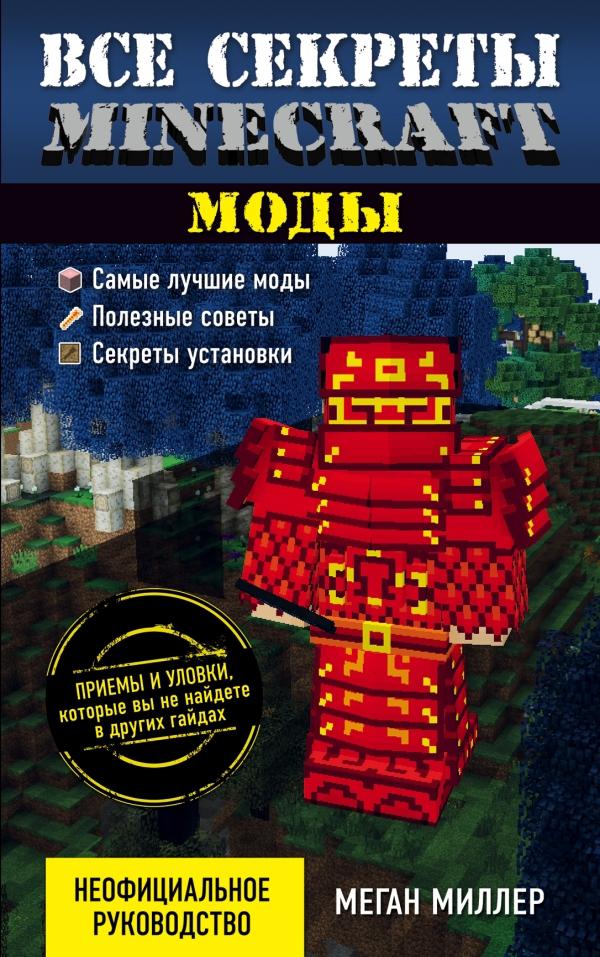 ВСЕ СЕКРЕТЫ
MINECRAFT
МОДЫ
Самые лучшие моды
Полезные советы
Секреты установки
ПРИЕМЫ И УЛОВКИ,
которые вы не найдете
в других гайдах
НЕОФИЦИАЛЬНОЕ
РУКОВОДСТВО
МЕГАН МИЛЛЕР